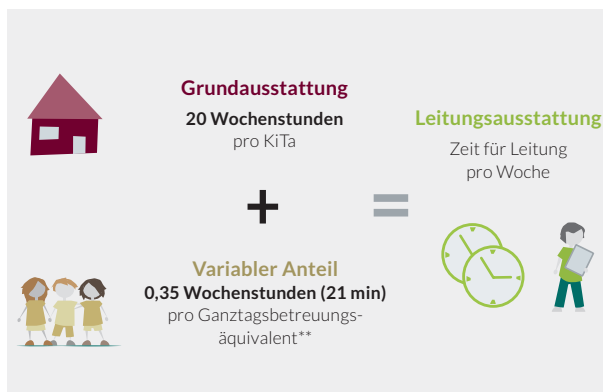 Grundausstattung
20 Wochenstunden
pro KiTa
+
Variabler Anteil
0,35 Wochenstunden (21 min)
pro Ganztagsbetreuungs-
äquivalent**
=
Leitungsausstattung
Zeit für Leitung
pro Woche